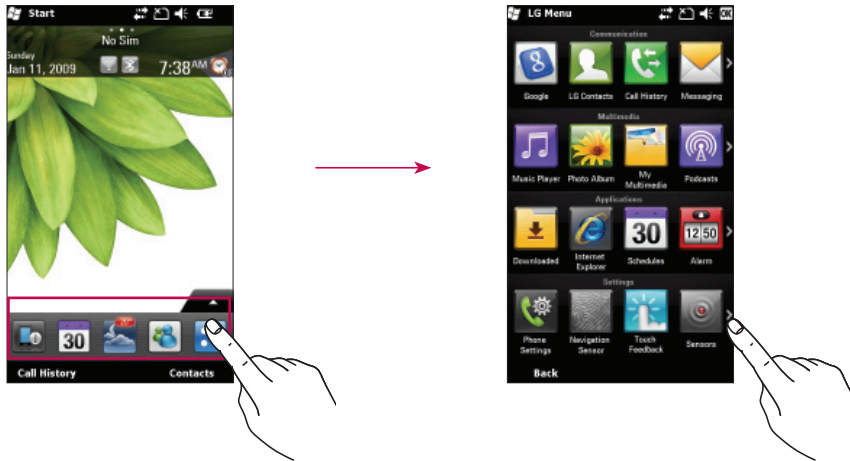 Start
No Sim
Sunday
Jan 11, 2009
7:38AM
30
Call History Contacts
LG Menu OK
Communication
8
Google LG Contacts Call History Messaging
Multimedia
Music Player Photo Album My Multimedia Podcasts
Applications
30 12 50
Downloaded Internet Explorer Schedules Alarm
Settings
Phone Settings Navigation Sensor Touch Feedback Sensors
Back